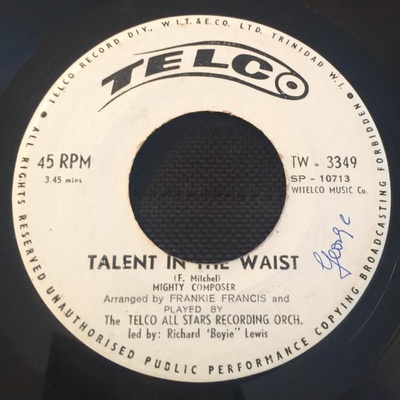 TELCO RECORD DIV., W.I.T.& E.CO. LTD., TRINIDAD W.I.
TELCO
45 RPM
3.45 mins
TW - 3349
SP - 10713
WITELCO MUSIC Co.
TALENT IN THE WAIST
(F. Mitchel)
MIGHTY COMPOSER
Arranged by FRANKIE FRANCIS and
PLAYED BY
The TELCO ALL STARS RECORDING ORCH.
led by: Richard 'Boyie" Lewis
George
ALL RIGHTS RESERVED UNAUTHORISED PUBLIC PERFORMANCE COPYING BROADCASTING FORBIDDEN